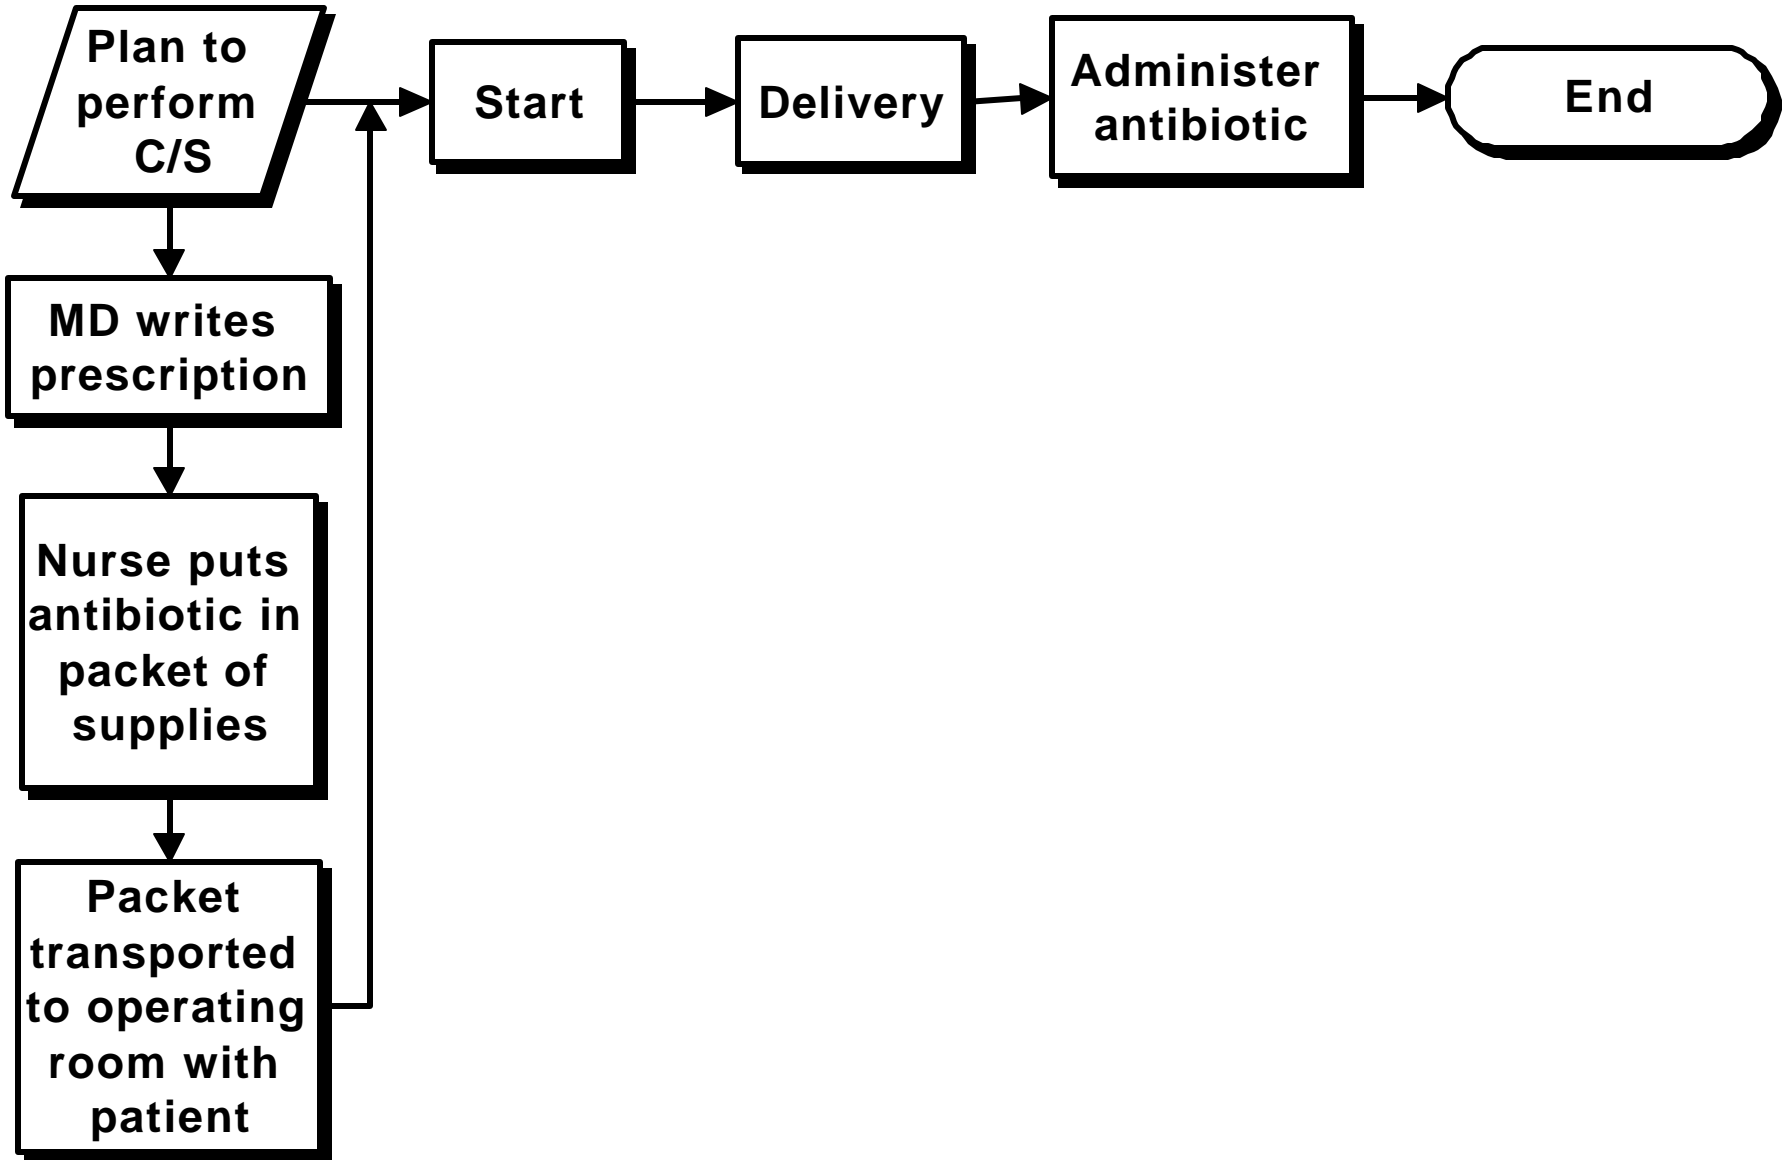 Plan to
perform
C/S
Start
Delivery
Administer
antibiotic
End
MD writes
prescription
Nurse puts
antibiotic in
packet of
supplies
Packet
transported
to operating
room with
patient